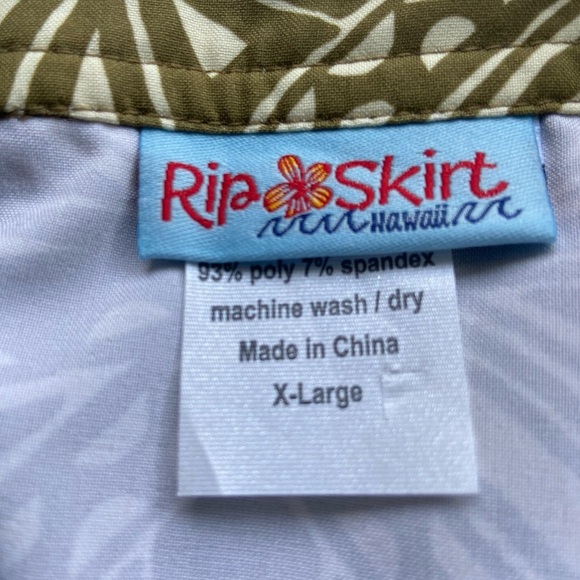 Rip Skirt
Hawaii
93% poly 7% spandex
machine wash / dry
Made in China
X-Large